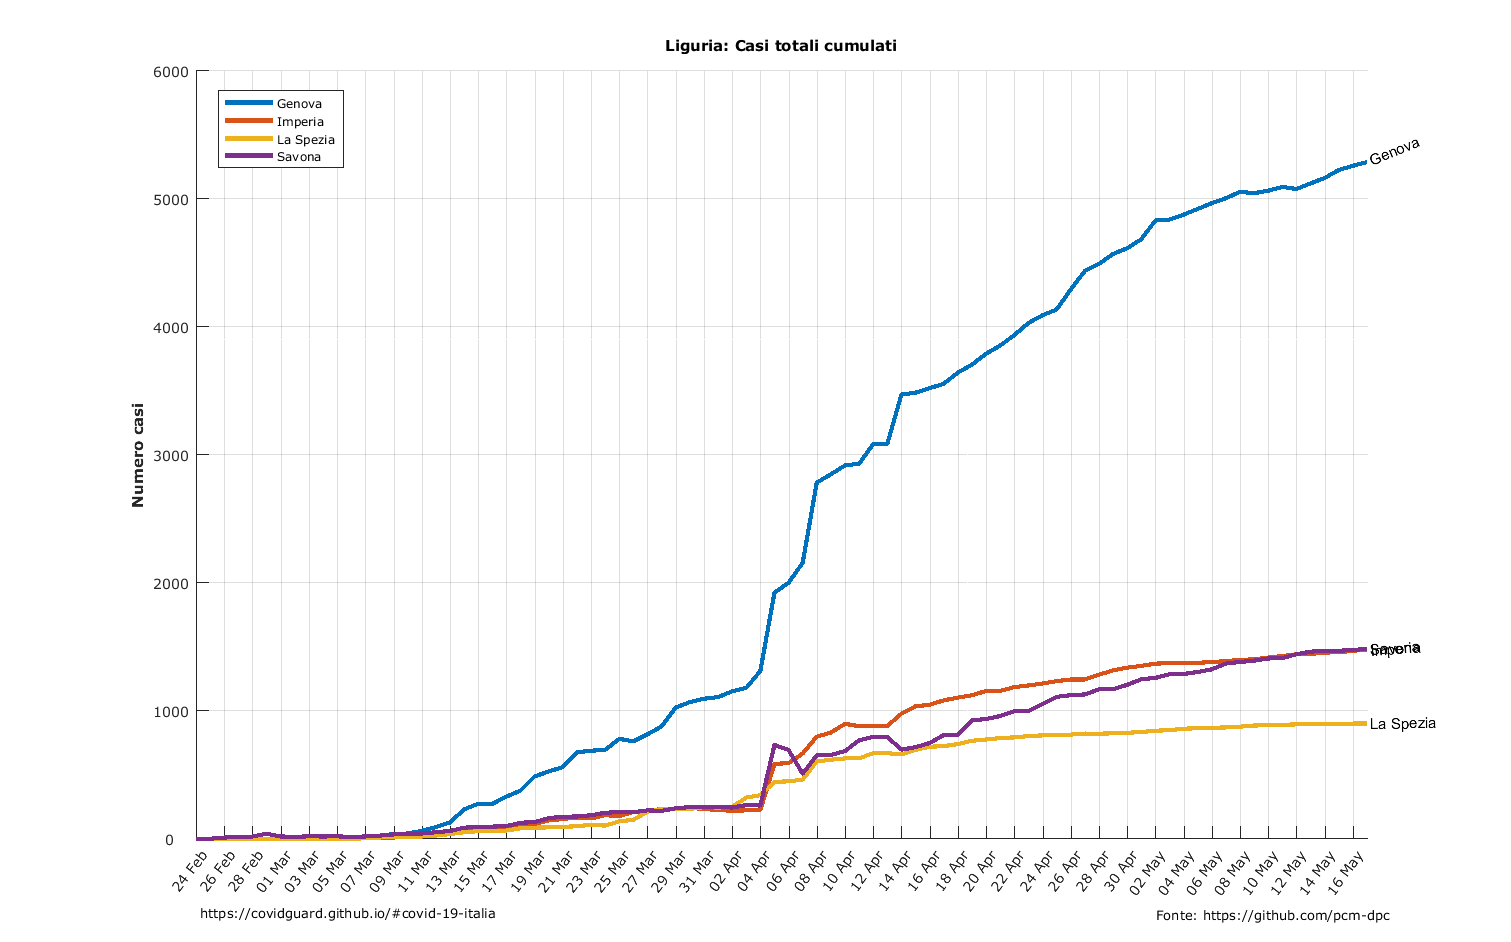 Liguria: Casi totali cumulati
6000
5000
4000
3000
2000
1000
0
Numero casi
Genova
Imperia
La Spezia
Savona
Genova
Savona
Imperia
La Spezia
24 Feb
26 Feb
28 Feb
01 Mar
03 Mar
05 Mar
07 Mar
09 Mar
11 Mar
13 Mar
15 Mar
17 Mar
19 Mar
21 Mar
23 Mar
25 Mar
27 Mar
29 Mar
31 Mar
02 Apr
04 Apr
06 Apr
08 Apr
10 Apr
12 Apr
14 Apr
16 Apr
18 Apr
20 Apr
22 Apr
24 Apr
26 Apr
28 Apr
30 Apr
02 May
04 May
06 May
08 May
10 May
12 May
14 May
16 May
https://covidguard.github.io/#covid-19-italia
Fonte: https://github.com/pcm-dpc